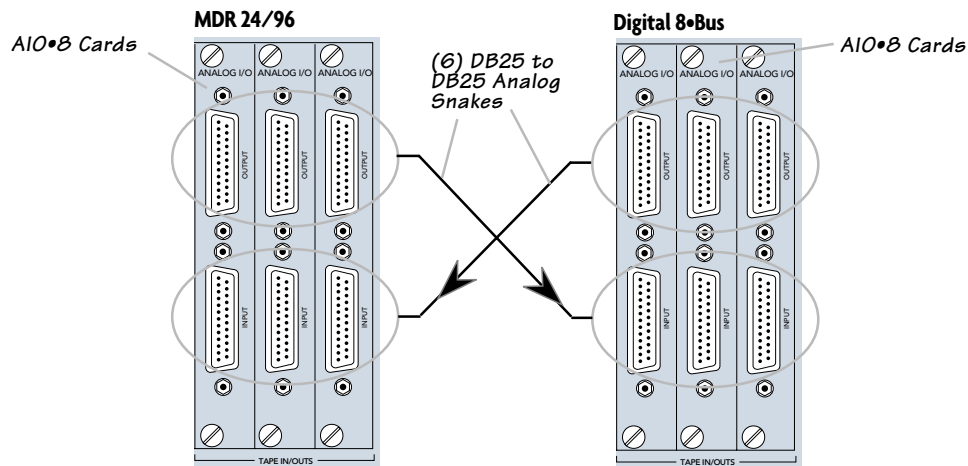 MDR 24/96
Digital 8•Bus
AIO•8 Cards
(6) DB25 to
DB25 Analog
Snakes
AIO•8 Cards
ANALOG I/O ANALOG I/O ANALOG I/O
OUTPUT OUTPUT OUTPUT
INPUT INPUT INPUT
TAPE IN/OUTS
ANALOG I/O ANALOG I/O ANALOG I/O
OUTPUT OUTPUT OUTPUT
INPUT INPUT INPUT
TAPE IN/OUTS